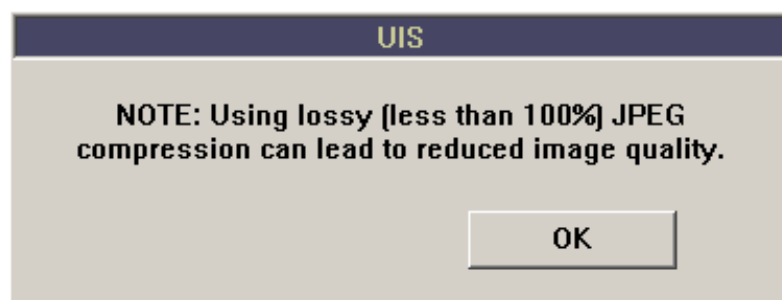 UIS
NOTE: Using lossy (less than 100%) JPEG
compression can lead to reduced image quality.
OK